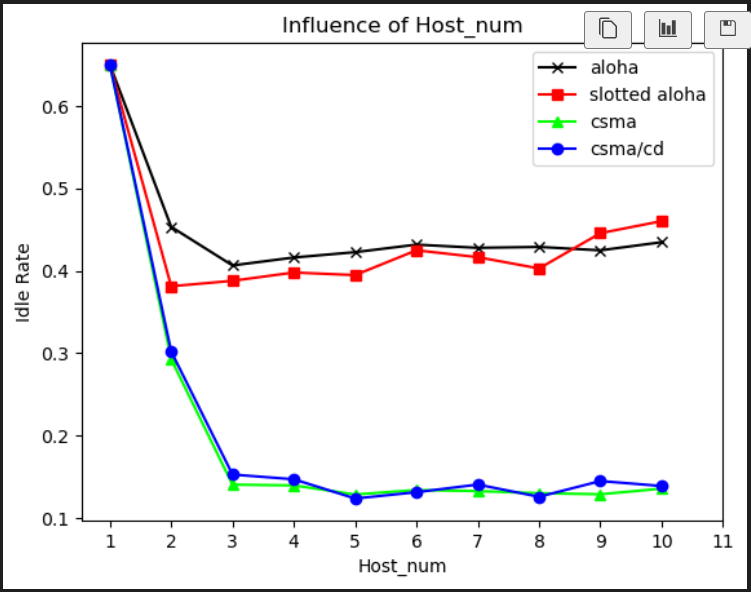 Influence of Host_num
aloha
slotted aloha
csma
csma/cd
Idle Rate
0.6
0.5
0.4
0.3
0.2
0.1
1 2 3 4 5 6 7 8 9 10 11
Host_num